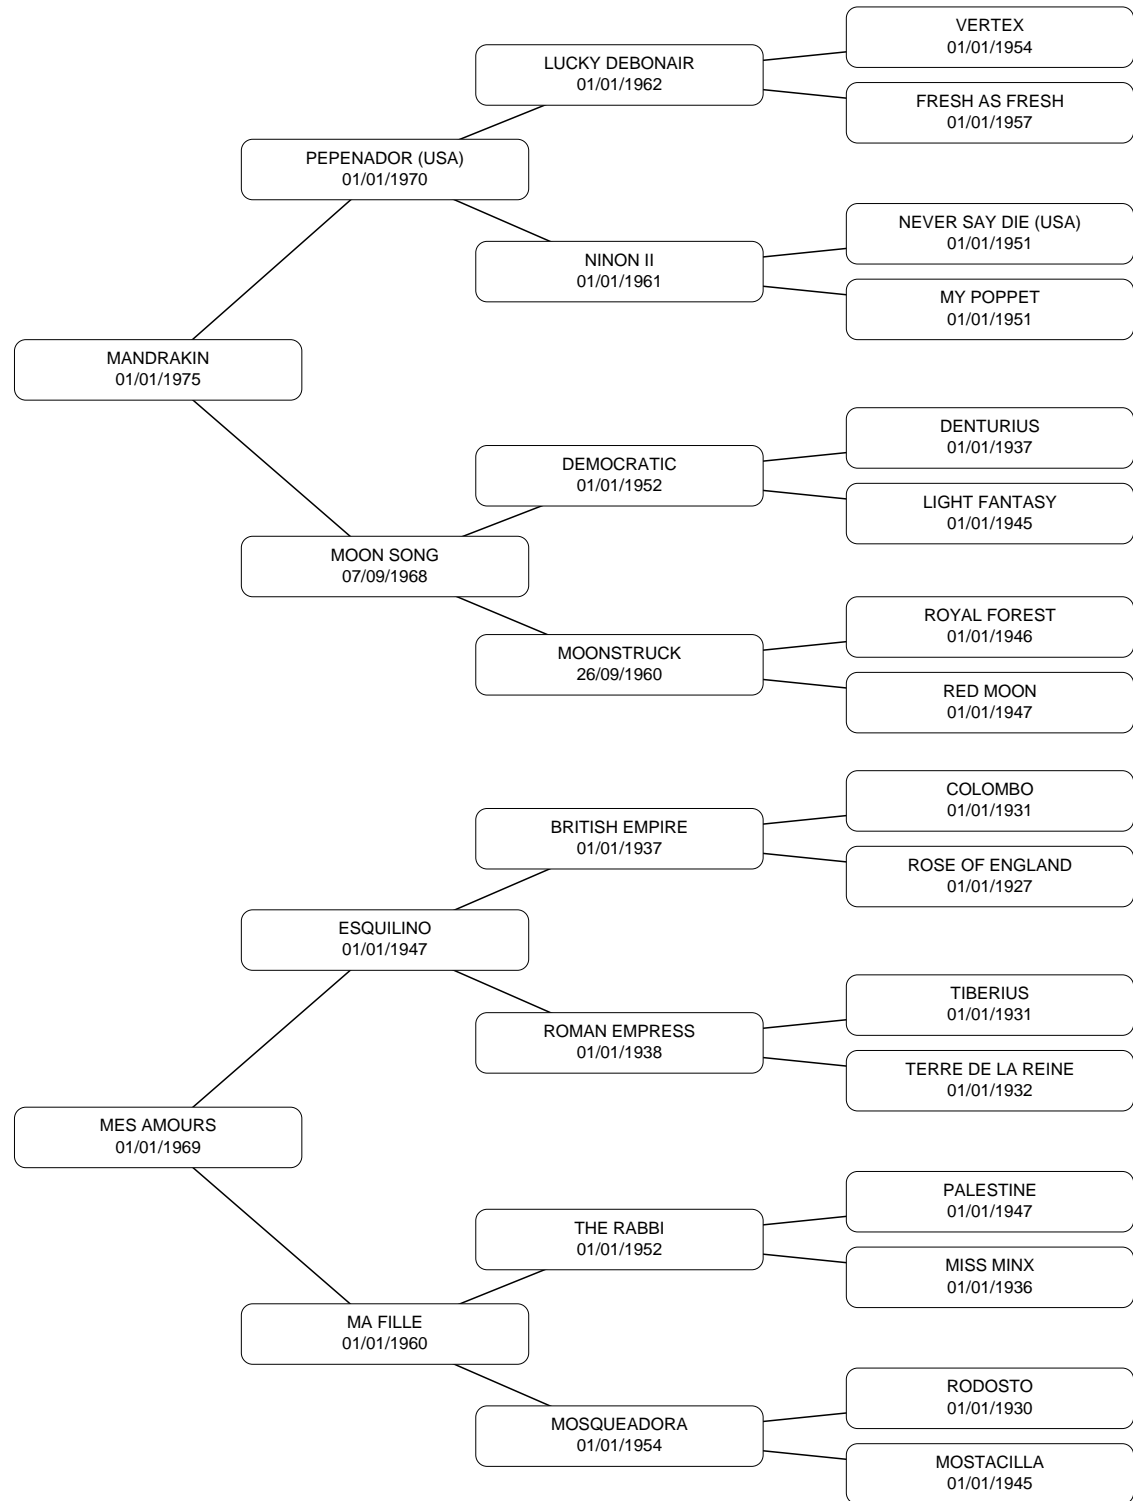 VERTEX
01/01/1954
LUCKY DEBONAIR
01/01/1962
FRESH AS FRESH
01/01/1957
PEPENADOR (USA)
01/01/1970
NEVER SAY DIE (USA)
01/01/1951
NINON II
01/01/1961
MY POPPET
01/01/1951
MANDRAKIN
01/01/1975
DENTURIUS
01/01/1937
DEMOCRATIC
01/01/1952
LIGHT FANTASY
01/01/1945
MOON SONG
07/09/1968
ROYAL FOREST
01/01/1946
MOONSTRUCK
26/09/1960
RED MOON
01/01/1947
COLOMBO
01/01/1931
BRITISH EMPIRE
01/01/1937
ROSE OF ENGLAND
01/01/1927
ESQUILINO
01/01/1947
TIBERIUS
01/01/1931
ROMAN EMPRESS
01/01/1938
TERRE DE LA REINE
01/01/1932
MES AMOURS
01/01/1969
PALESTINE
01/01/1947
THE RABBI
01/01/1952
MISS MINX
01/01/1936
MA FILLE
01/01/1960
RODOSTO
01/01/1930
MOSQUEADORA
01/01/1954
MOSTACILLA
01/01/1945